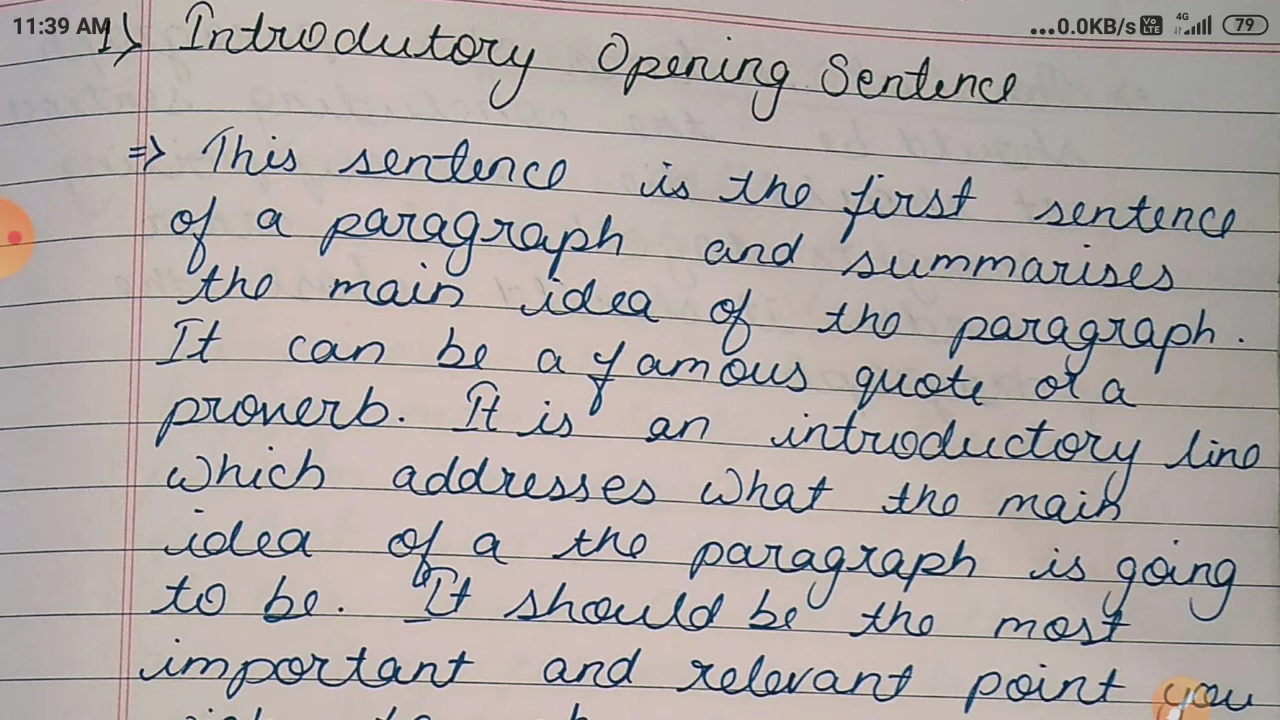 11:39 AM ...0.0KB/s Vo LTE 4G 79
1) Introdutory Opening Sentence
=> This sentence is the first sentence
of a paragraph and summarises
the main idea of the paragraph.
It can be a famous quote or a
proverb. It is an introductory line
which addresses what the main
idea of a the paragraph is going
to be. It should be the most
important and relevant point you